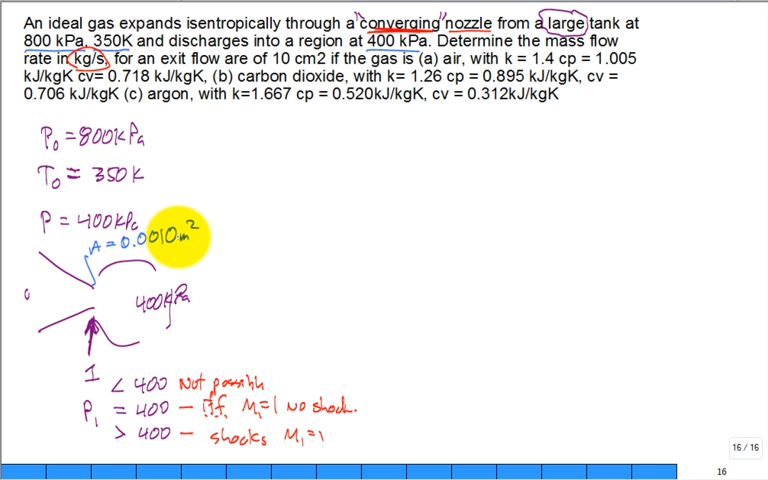 An ideal gas expands isentropically through a "converging" nozzle from a large tank at
800 kPa, 350K and discharges into a region at 400 kPa. Determine the mass flow
rate in kg/s, for an exit flow are of 10 cm2 if the gas is (a) air, with k = 1.4 cp = 1.005
kJ/kgK cv= 0.718 kJ/kgK, (b) carbon dioxide, with k= 1.26 cp = 0.895 kJ/kgK, cv =
0.706 kJ/kgK (c) argon, with k=1.667 cp = 0.520kJ/kgK, cv = 0.312kJ/kgK
P₀ = 800kPa
T₀ = 350K
P = 400kPa
A = 0.0010m²
400kPa
1
< 400 Not possible
P₁ = 400 - iff M₁=1 No shock.
> 400 - shocks M₁=1
16 / 16
16